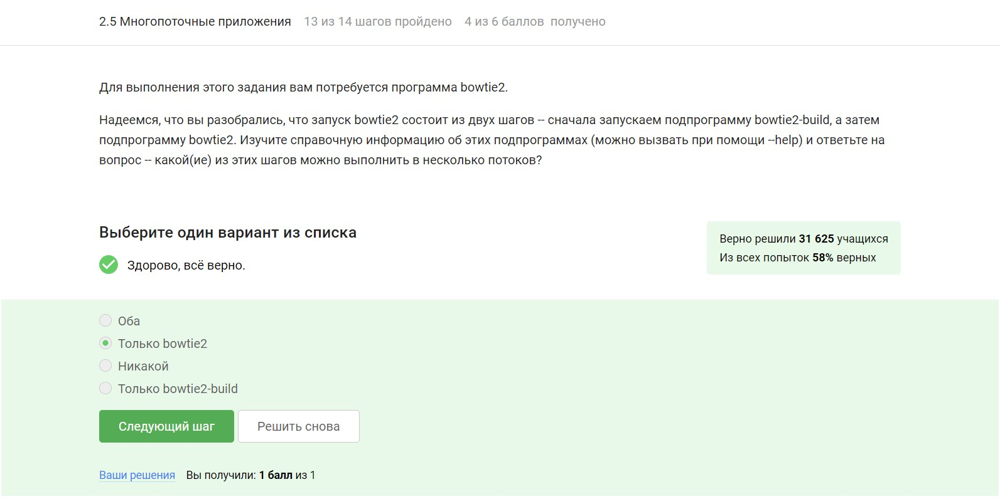 2.5 Многопоточные приложения 13 из 14 шагов пройдено 4 из 6 баллов получено
Для выполнения этого задания вам потребуется программа bowtie2.
Надеемся, что вы разобрались, что запуск bowtie2 состоит из двух шагов -- сначала запускаем подпрограмму bowtie2-build, а затем
подпрограмму bowtie2. Изучите справочную информацию об этих подпрограммах (можно вызвать при помощи --help) и ответьте на
вопрос -- какой(ие) из этих шагов можно выполнить в несколько потоков?
Выберите один вариант из списка
Здорово, всё верно.
Верно решили 31 625 учащихся
Из всех попыток 58% верных
Оба
Только bowtie2
Никакой
Только bowtie2-build
Следующий шаг
Решить снова
Ваши решения Вы получили: 1 балл из 1